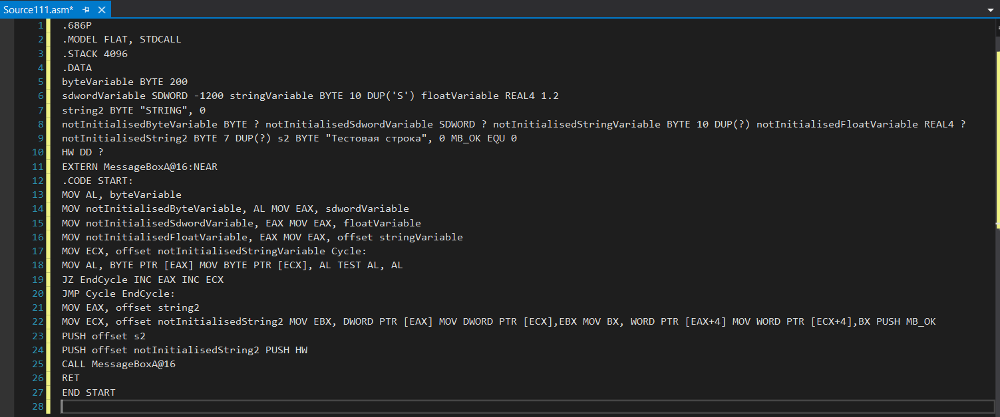 Source111.asm*
1 .686P
2 .MODEL FLAT, STDCALL
3 .STACK 4096
4 .DATA
5 byteVariable BYTE 200
6 sdwordVariable SDWORD -1200 stringVariable BYTE 10 DUP('S') floatVariable REAL4 1.2
7 string2 BYTE "STRING", 0
8 notInitialisedByteVariable BYTE ? notInitialisedSdwordVariable SDWORD ? notInitialisedStringVariable BYTE 10 DUP(?) notInitialisedFloatVariable REAL4 ?
9 notInitialisedString2 BYTE 7 DUP(?) s2 BYTE "Тестовая строка", 0 MB_OK EQU 0
10 HW DD ?
11 EXTERN MessageBoxA@16:NEAR
12 .CODE START:
13 MOV AL, byteVariable
14 MOV notInitialisedByteVariable, AL MOV EAX, sdwordVariable
15 MOV notInitialisedSdwordVariable, EAX MOV EAX, floatVariable
16 MOV notInitialisedFloatVariable, EAX MOV EAX, offset stringVariable
17 MOV ECX, offset notInitialisedStringVariable Cycle:
18 MOV AL, BYTE PTR [EAX] MOV BYTE PTR [ECX], AL TEST AL, AL
19 JZ EndCycle INC EAX INC ECX
20 JMP Cycle EndCycle:
21 MOV EAX, offset string2
22 MOV ECX, offset notInitialisedString2 MOV EBX, DWORD PTR [EAX] MOV DWORD PTR [ECX],EBX MOV BX, WORD PTR [EAX+4] MOV WORD PTR [ECX+4],BX PUSH MB_OK
23 PUSH offset s2
24 PUSH offset notInitialisedString2 PUSH HW
25 CALL MessageBoxA@16
26 RET
27 END START
28